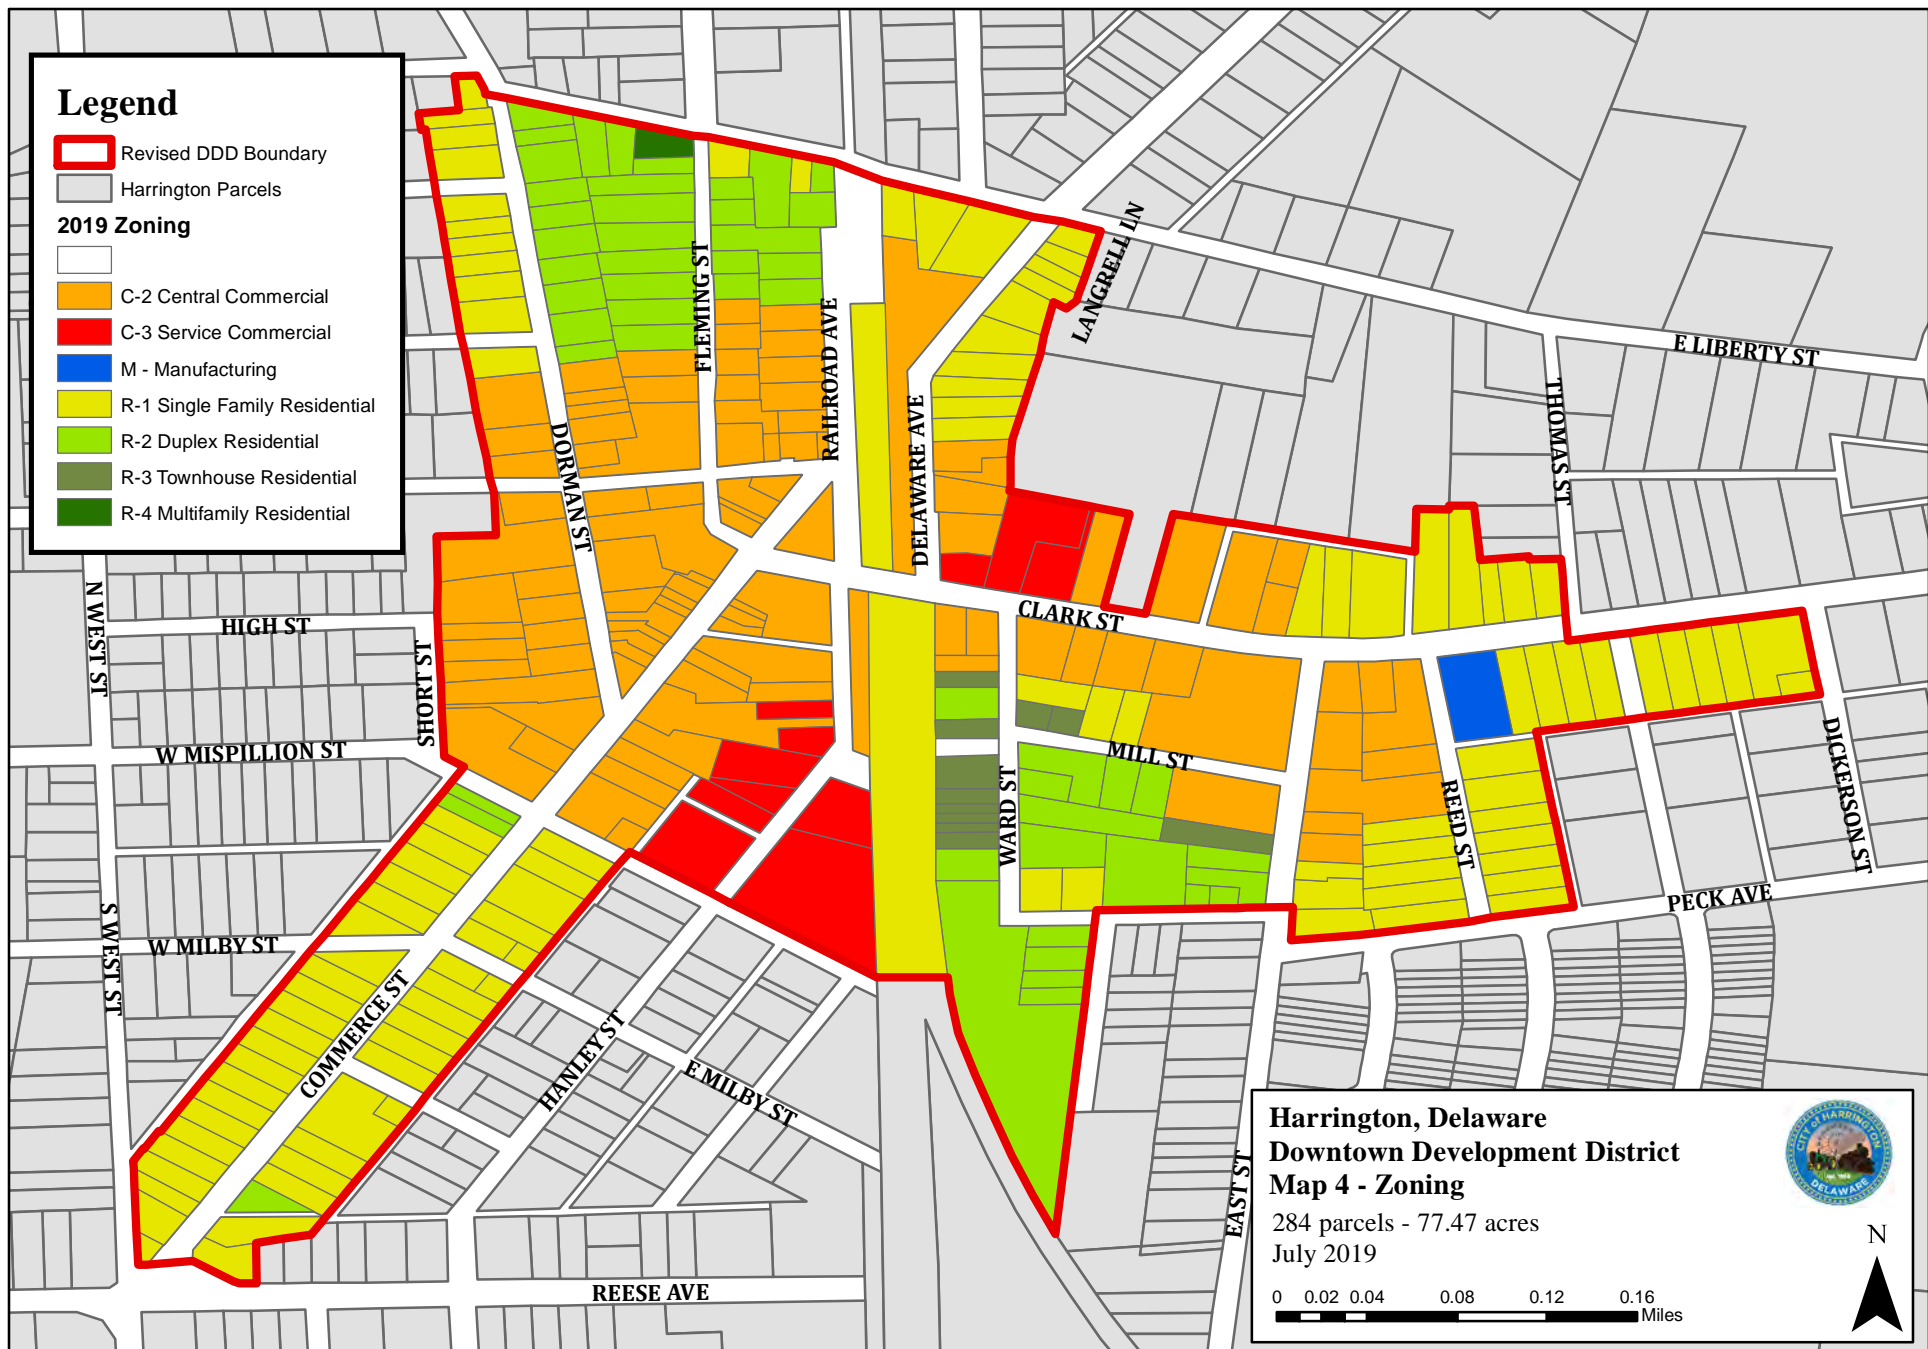 Legend
Revised DDD Boundary
Harrington Parcels
2019 Zoning
C-2 Central Commercial
C-3 Service Commercial
M - Manufacturing
R-1 Single Family Residential
R-2 Duplex Residential
R-3 Townhouse Residential
R-4 Multifamily Residential
LANGRELL LN
FLEMING ST
RAILROAD AVE
E LIBERTY ST
THOMAS ST
DORMAN ST
DELAWARE AVE
N WEST ST
HIGH ST
SHORT ST
CLARK ST
W MISPILLION ST
MILL ST
WARD ST
REED ST
DICKERSON ST
PECK AVE
S WEST ST
W MILBY ST
COMMERCE ST
HANLEY ST
E MILBY ST
EAST ST
REESE AVE
Harrington, Delaware
Downtown Development District
Map 4 - Zoning
284 parcels - 77.47 acres
July 2019
CITY of HARRINGTON
DELAWARE
N
0 0.02 0.04 0.08 0.12 0.16
Miles